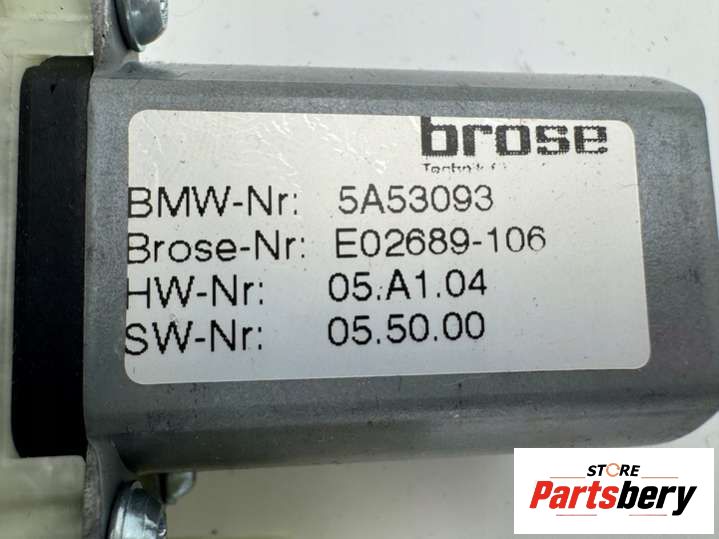 brose
BMW-Nr: 5A53093
Brose-Nr: E02689-106
HW-Nr: 05.A1.04
SW-Nr: 05.50.00
STORE
Partsbery